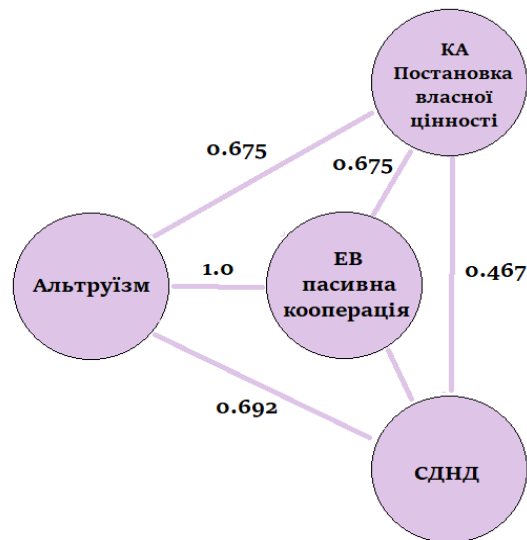 КА
Постановка
власної
цінності
0.675
0.675
ЕВ
пасивна
кооперація
1.0
Альтруїзм
0.467
0.692
СДНД